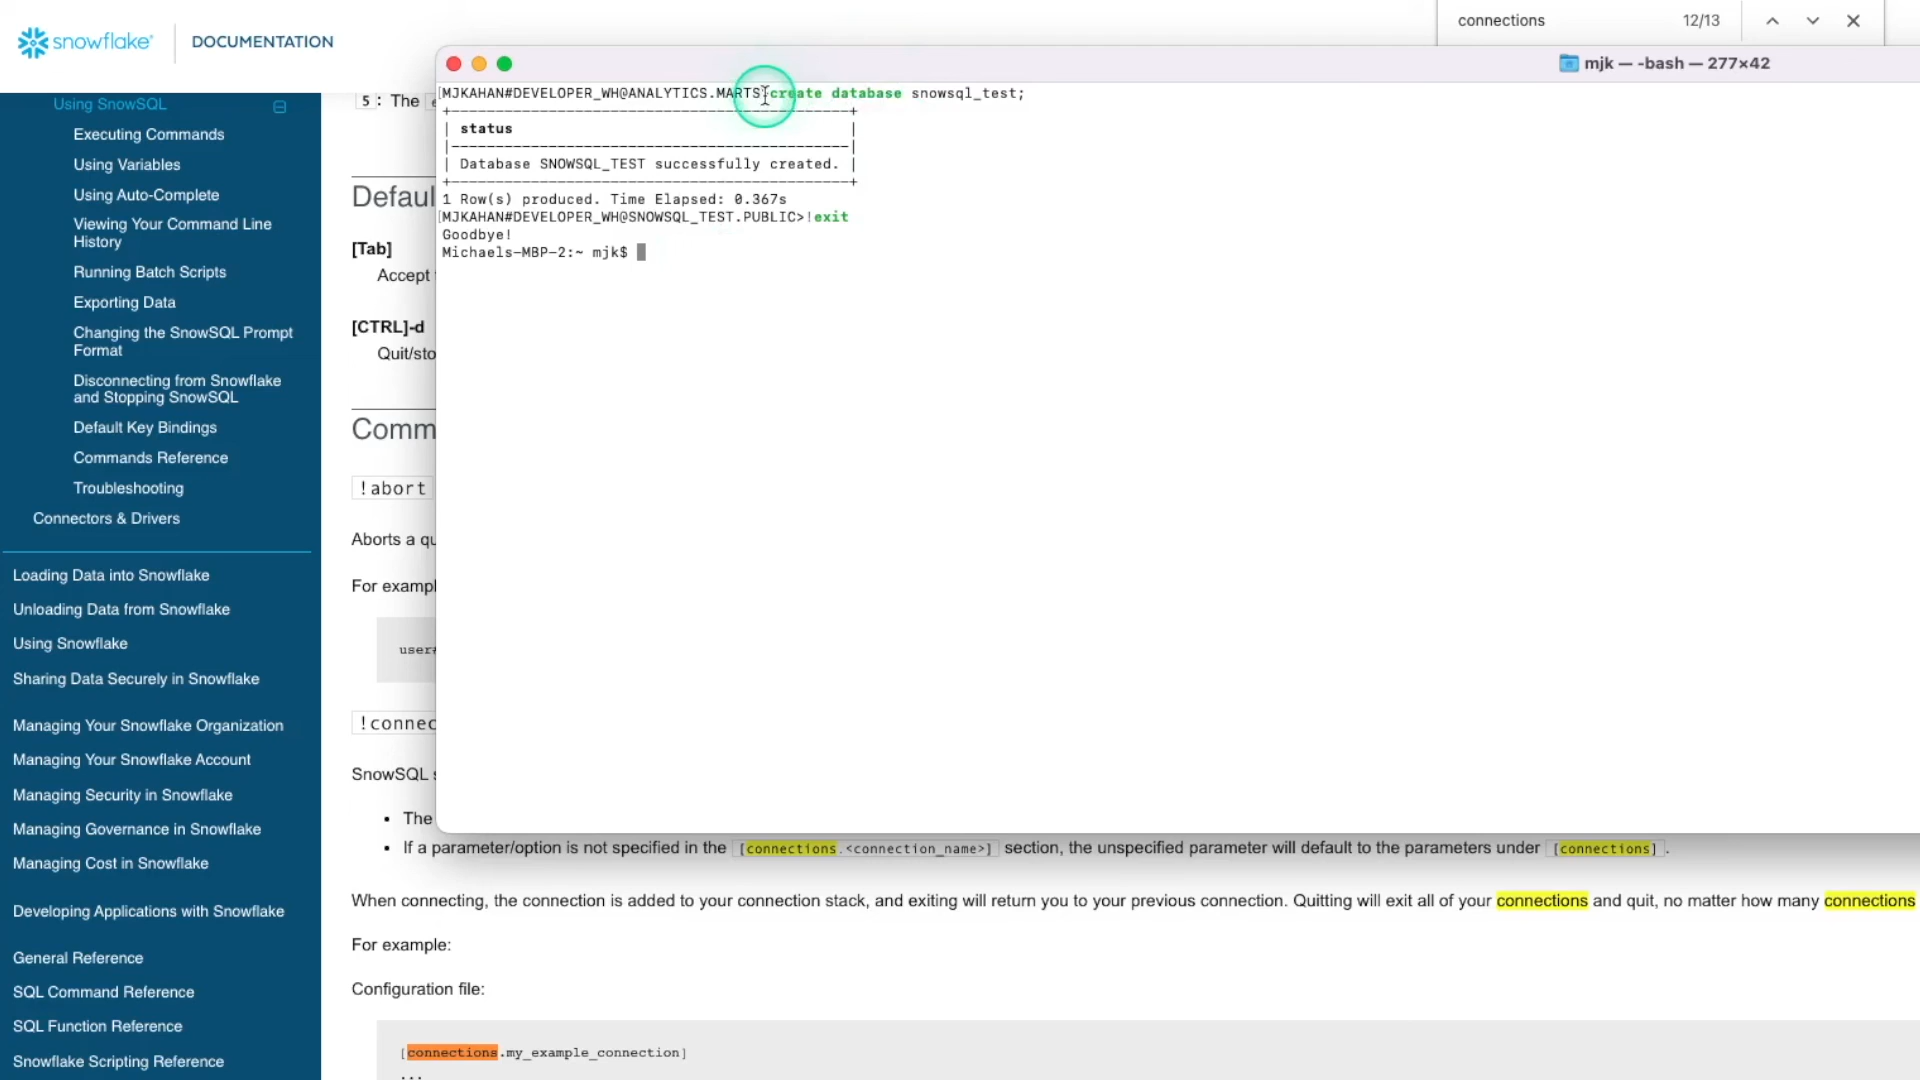 snowflake®
DOCUMENTATION
connections 12/13
Using SnowSQL
Executing Commands
Using Variables
Using Auto-Complete
Viewing Your Command Line
History
Running Batch Scripts
Exporting Data
Changing the SnowSQL Prompt
Format
Disconnecting from Snowflake
and Stopping SnowSQL
Default Key Bindings
Commands Reference
Troubleshooting
Connectors & Drivers
Loading Data into Snowflake
Unloading Data from Snowflake
Using Snowflake
Sharing Data Securely in Snowflake
Managing Your Snowflake Organization
Managing Your Snowflake Account
Managing Security in Snowflake
Managing Governance in Snowflake
Managing Cost in Snowflake
Developing Applications with Snowflake
General Reference
SQL Command Reference
SQL Function Reference
Snowflake Scripting Reference
5 : The
Defaul
[Tab]
Accept
[CTRL]-d
Quit/sto
Comm
!abort
Aborts a qu
For exampl
user#
!connec
SnowSQL s
• The
mjk — -bash — 277×42
MJKAHAN#DEVELOPER_WH@ANALYTICS.MARTS>create database snowsql_test;
status
Database SNOWSQL_TEST successfully created.
1 Row(s) produced. Time Elapsed: 0.367s
MJKAHAN#DEVELOPER_WH@SNOWSQL_TEST.PUBLIC>!exit
Goodbye!
Michaels-MBP-2:~ mjk$
• If a parameter/option is not specified in the [connections.<connection_name>] section, the unspecified parameter will default to the parameters under [connections].
When connecting, the connection is added to your connection stack, and exiting will return you to your previous connection. Quitting will exit all of your connections and quit, no matter how many connections
For example:
Configuration file:
[connections.my_example_connection]
...